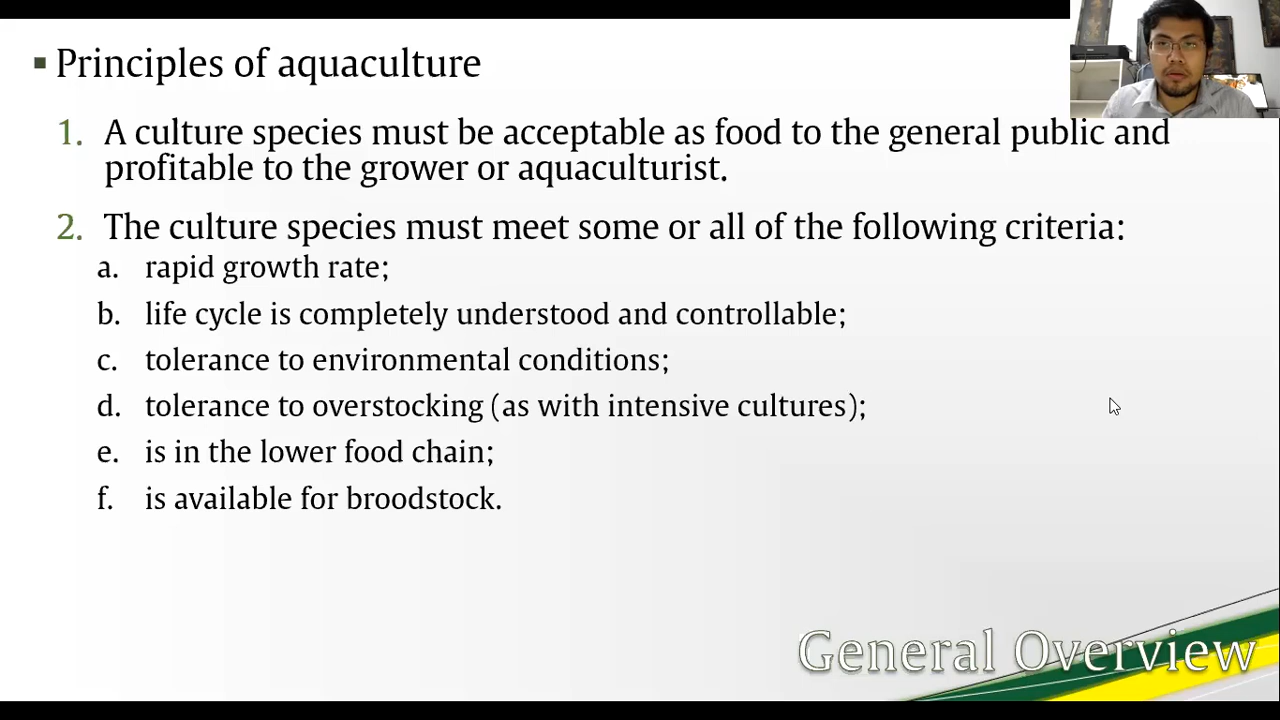 ▪ Principles of aquaculture
1. A culture species must be acceptable as food to the general public and
profitable to the grower or aquaculturist.
2. The culture species must meet some or all of the following criteria:
a. rapid growth rate;
b. life cycle is completely understood and controllable;
c. tolerance to environmental conditions;
d. tolerance to overstocking (as with intensive cultures);
e. is in the lower food chain;
f. is available for broodstock.
General Overview